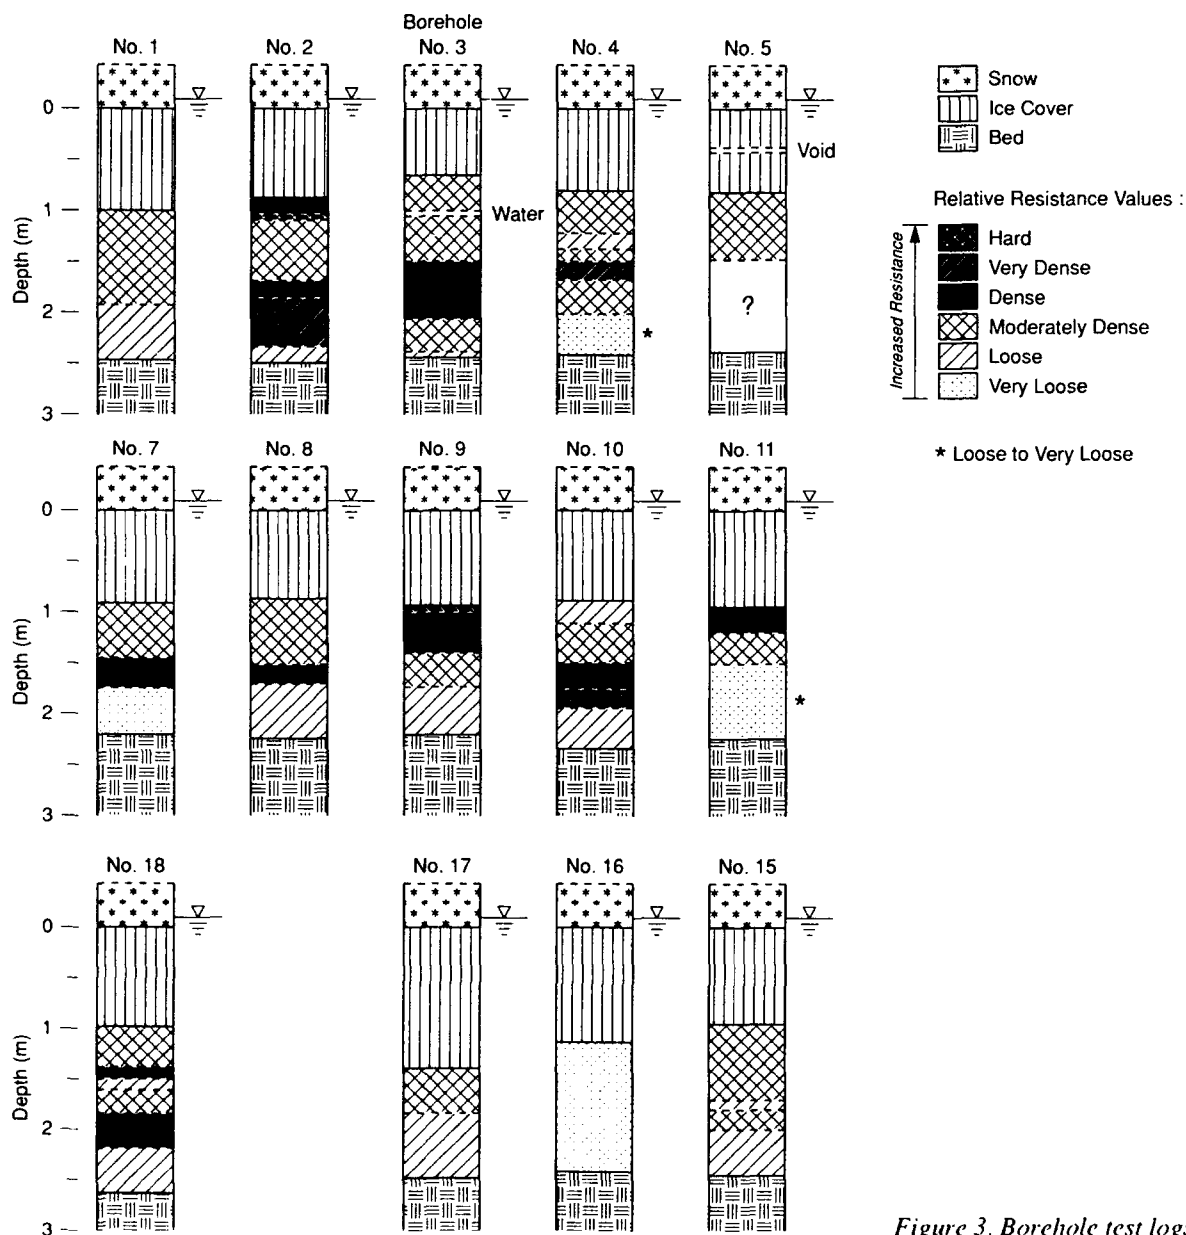 Borehole
No. 1 No. 2 No. 3 No. 4 No. 5
0
1
2
3
Depth (m)
Void
Water
?
*
Snow
Ice Cover
Bed
Relative Resistance Values :
Increased Resistance
Hard
Very Dense
Dense
Moderately Dense
Loose
Very Loose
* Loose to Very Loose
No. 7 No. 8 No. 9 No. 10 No. 11
0
1
2
3
Depth (m)
*
No. 18 No. 17 No. 16 No. 15
0
1
2
3
Depth (m)
Figure 3. Borehole test log